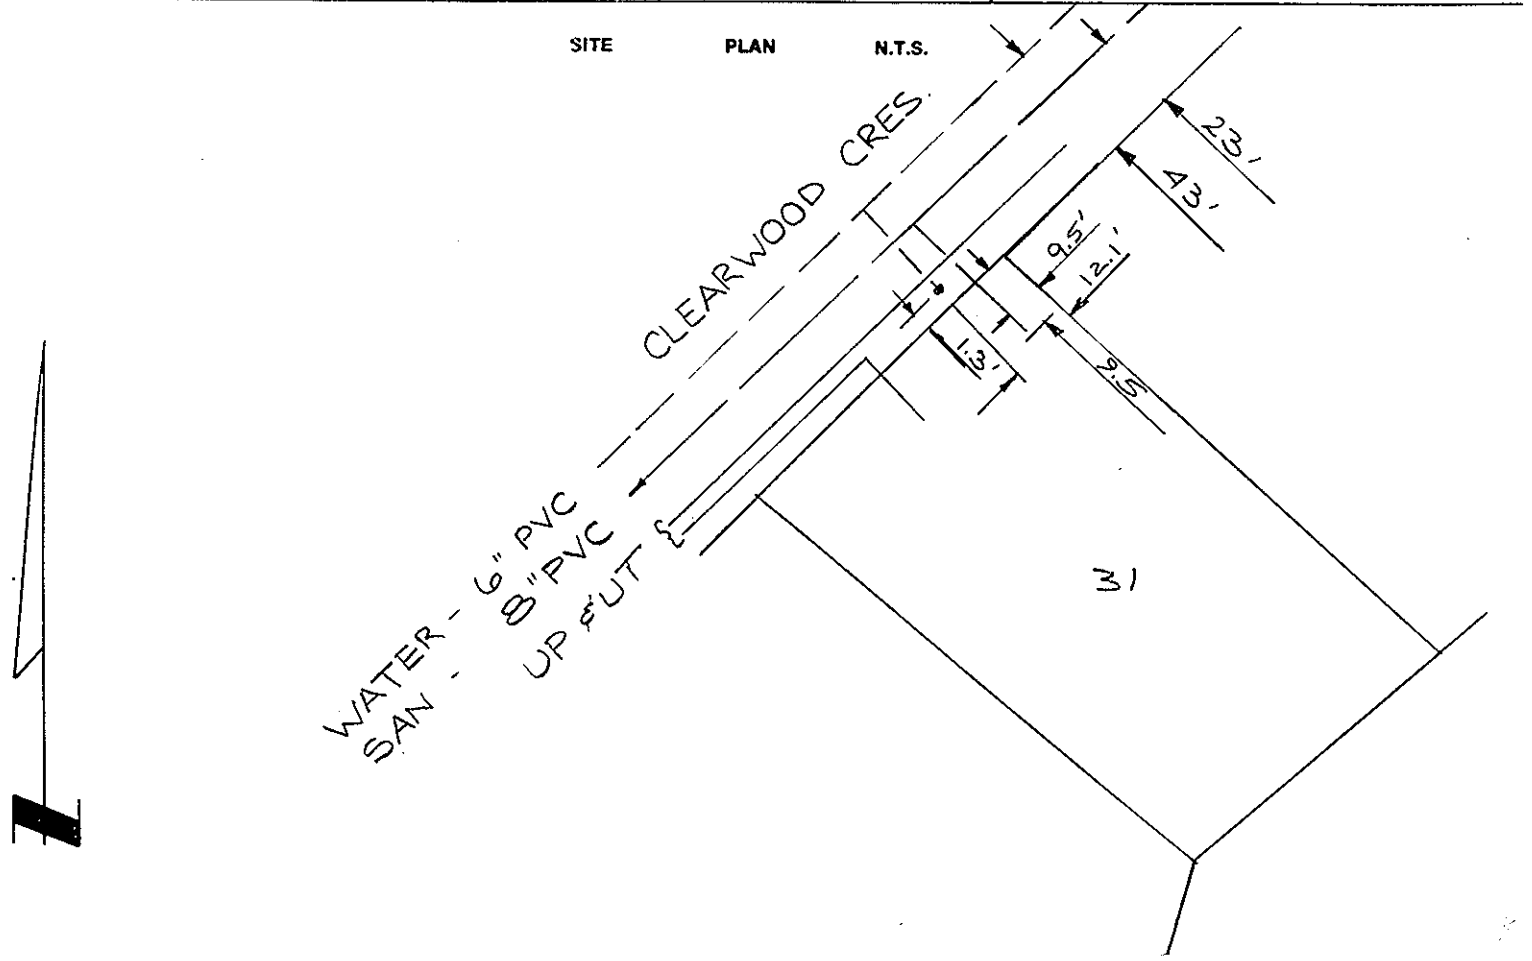 SITE PLAN N.T.S.
CLEARWOOD CRES.
23'
43'
9.5'
12.1'
1.3'
9.5
31
WATER - 6" PVC
SAN - 8" PVC
UP & UT
N